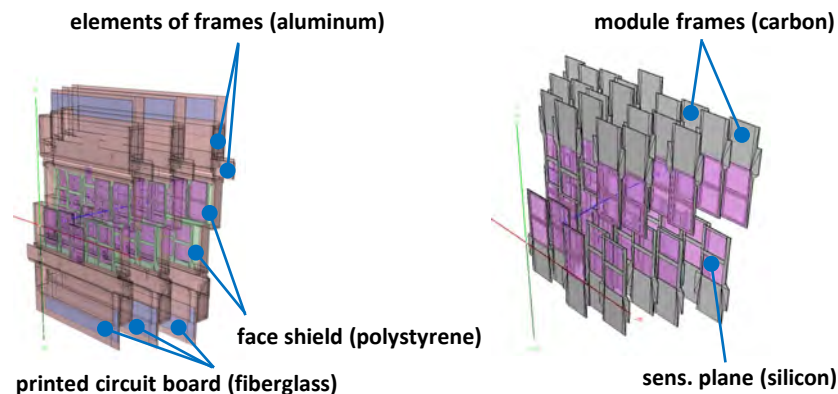 elements of frames (aluminum)
module frames (carbon)
face shield (polystyrene)
printed circuit board (fiberglass)
sens. plane (silicon)